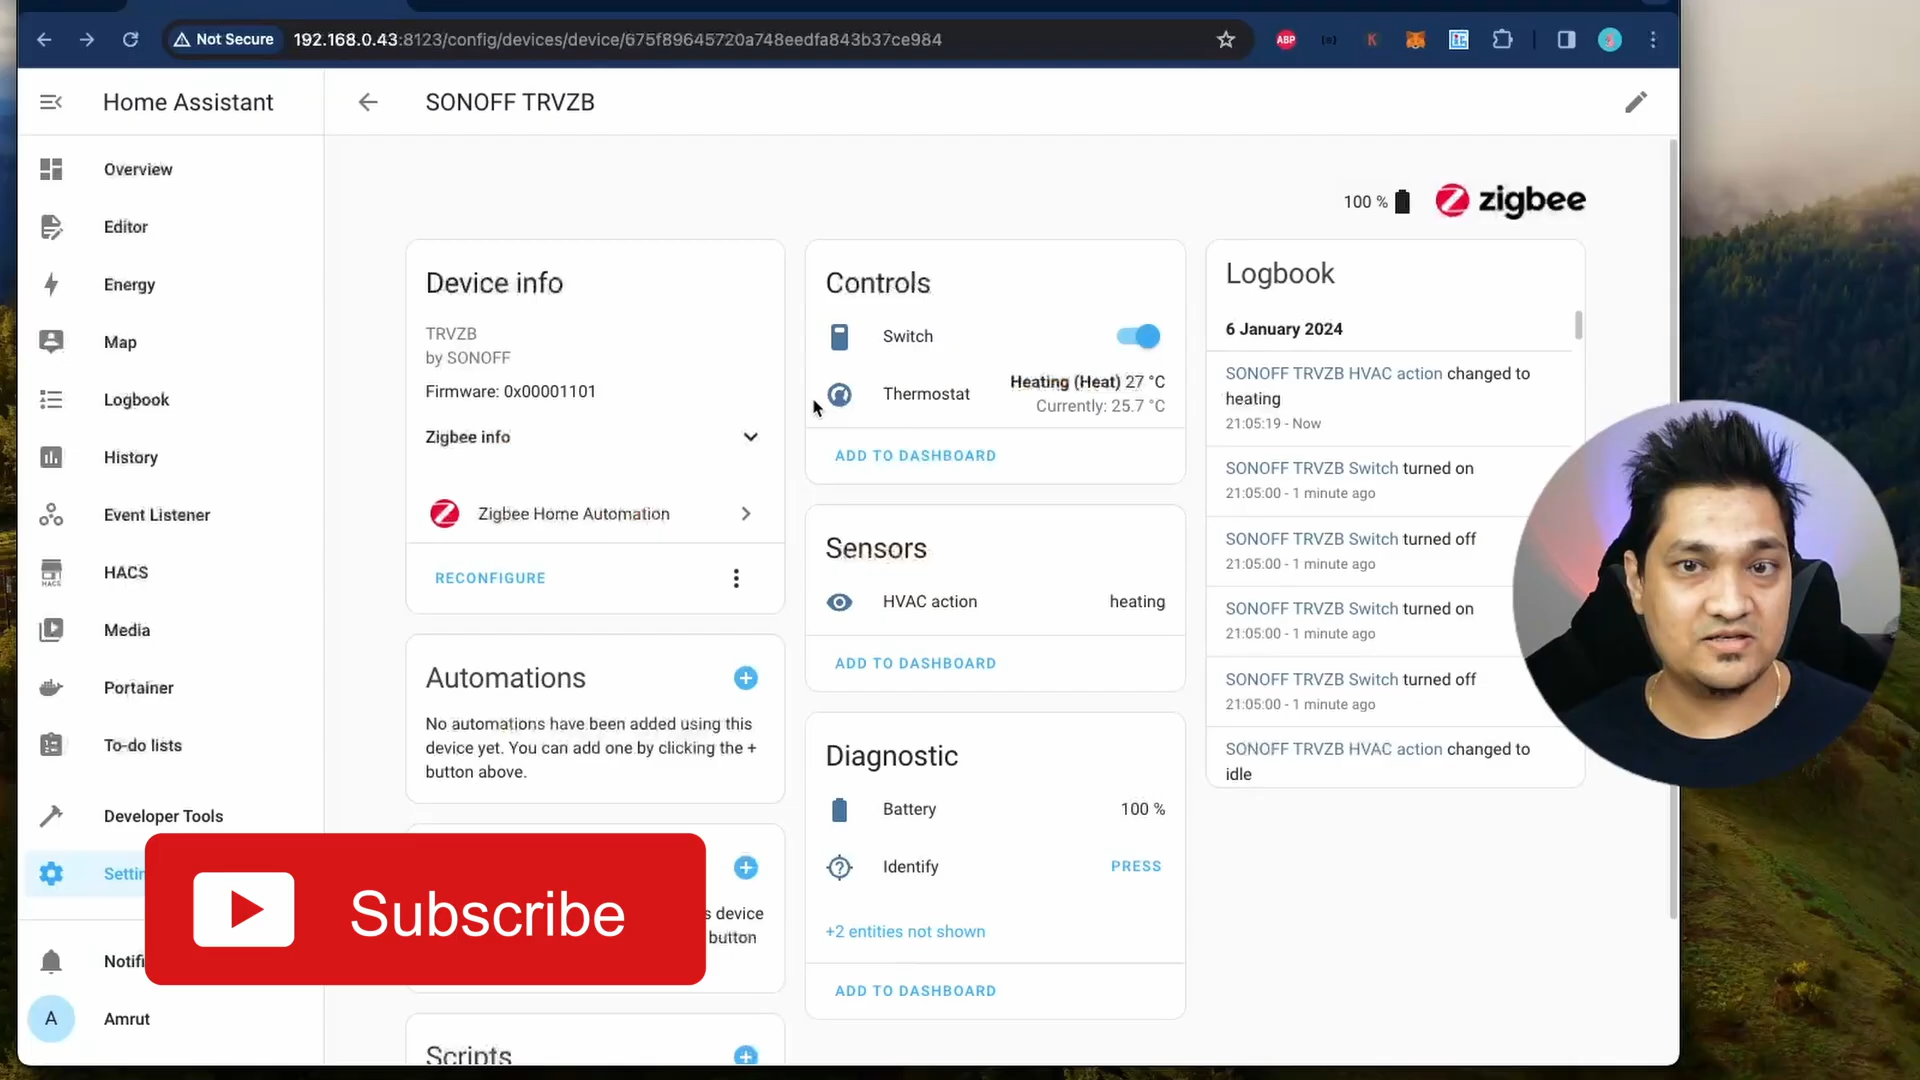 Not Secure 192.168.0.43:8123/config/devices/device/675f89645720a748eedfa843b37ce984
ABP
K
Home Assistant
Overview
Editor
Energy
Map
Logbook
History
Event Listener
HACS
HACS
Media
Portainer
To-do lists
Developer Tools
Settin
Notifi
A Amrut
SONOFF TRVZB
100 %
zigbee
Device info
TRVZB
by SONOFF
Firmware: 0x00001101
Zigbee info
Zigbee Home Automation
RECONFIGURE
Automations
No automations have been added using this
device yet. You can add one by clicking the +
button above.
s device
button
Scripts
Controls
Switch
Thermostat
Heating (Heat) 27 °C
Currently: 25.7 °C
ADD TO DASHBOARD
Sensors
HVAC action heating
ADD TO DASHBOARD
Diagnostic
Battery 100 %
Identify PRESS
+2 entities not shown
ADD TO DASHBOARD
Logbook
6 January 2024
SONOFF TRVZB HVAC action changed to
heating
21:05:19 - Now
SONOFF TRVZB Switch turned on
21:05:00 - 1 minute ago
SONOFF TRVZB Switch turned off
21:05:00 - 1 minute ago
SONOFF TRVZB Switch turned on
21:05:00 - 1 minute ago
SONOFF TRVZB Switch turned off
21:05:00 - 1 minute ago
SONOFF TRVZB HVAC action changed to
idle
Subscribe